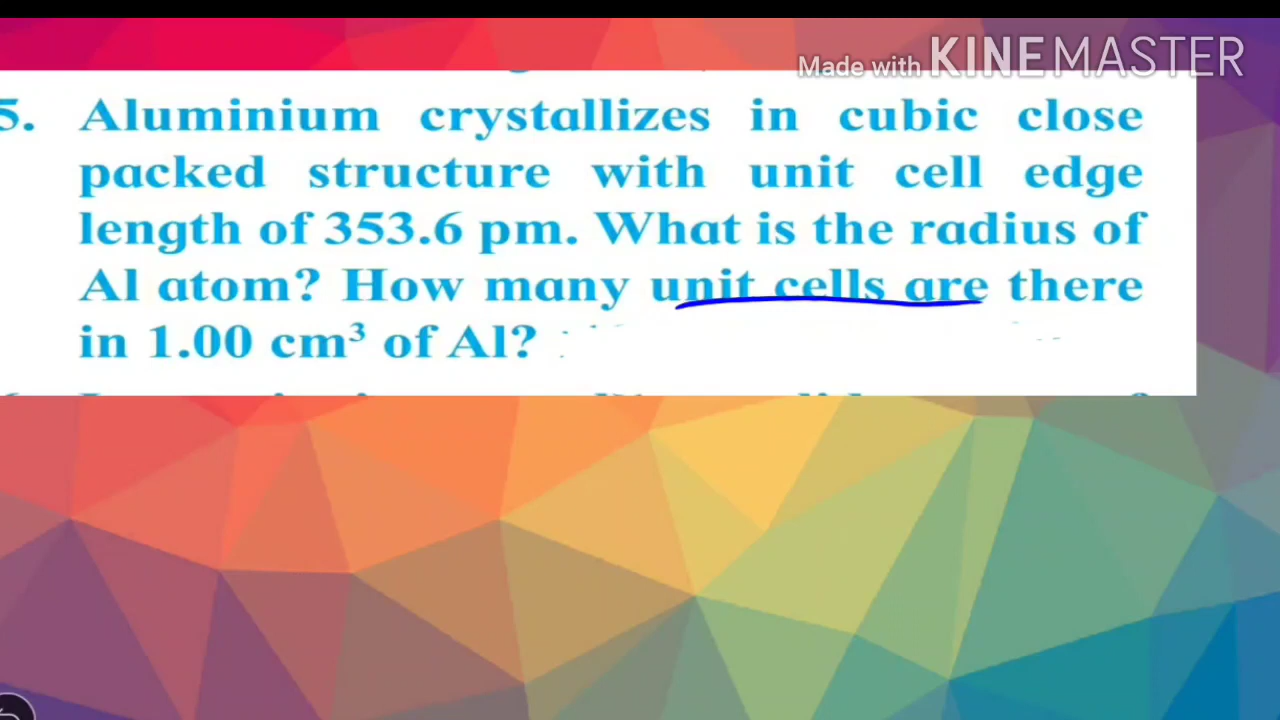 Made with KINEMASTER
5. Aluminium crystallizes in cubic close
packed structure with unit cell edge
length of 353.6 pm. What is the radius of
Al atom? How many unit cells are there
in 1.00 cm³ of Al?